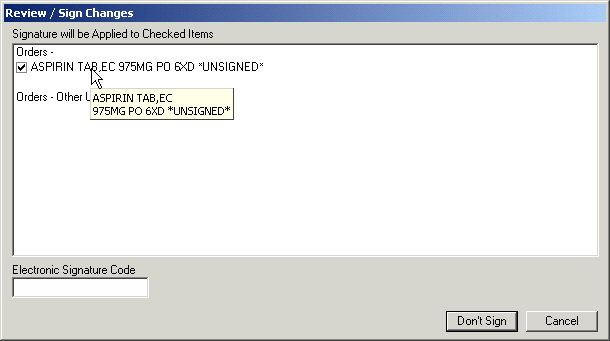 Review / Sign Changes
Signature will be Applied to Checked Items
Orders -
ASPIRIN TAB,EC 975MG PO 6XD *UNSIGNED*
Orders - Other
ASPIRIN TAB,EC
975MG PO 6XD *UNSIGNED*
Electronic Signature Code
Don't Sign
Cancel